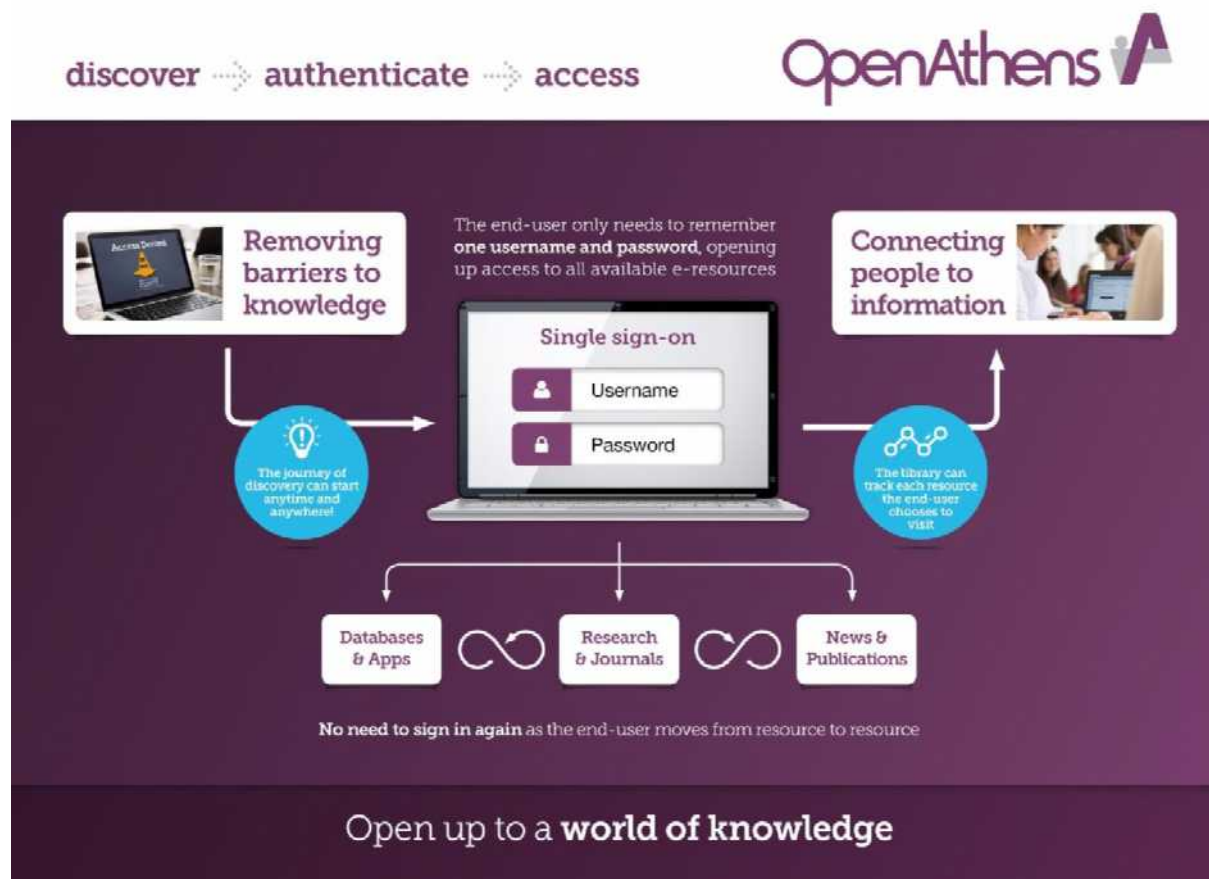 discover authenticate access
OpenAthens
Removing
barriers to
knowledge
Access Denied
The end-user only needs to remember
one username and password, opening
up access to all available e-resources
Connecting
people to
information
Single sign-on
Username
Password
The journey of
discovery can start
anytime and
anywhere!
The library can
track each resource
the end-user
chooses to
visit
Databases
& Apps
Research
& Journals
News &
Publications
No need to sign in again as the end-user moves from resource to resource
Open up to a world of knowledge